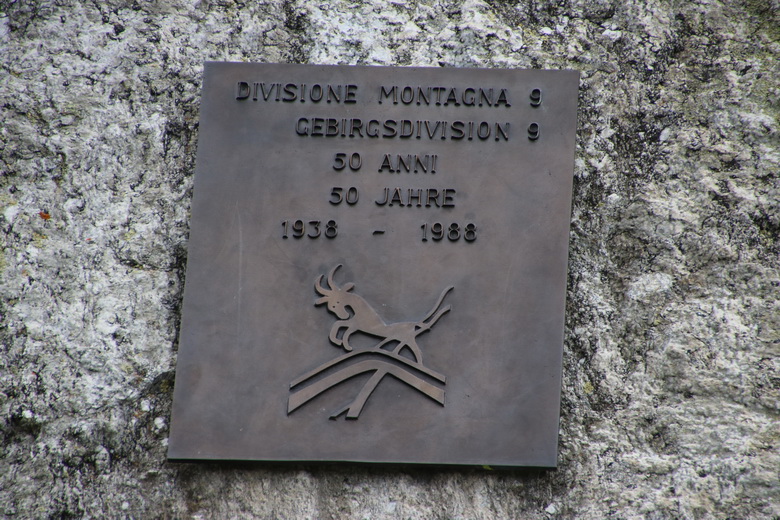 DIVISIONE MONTAGNA 9
GEBIRGSDIVISION 9
50 ANNI
50 JAHRE
1938 - 1988